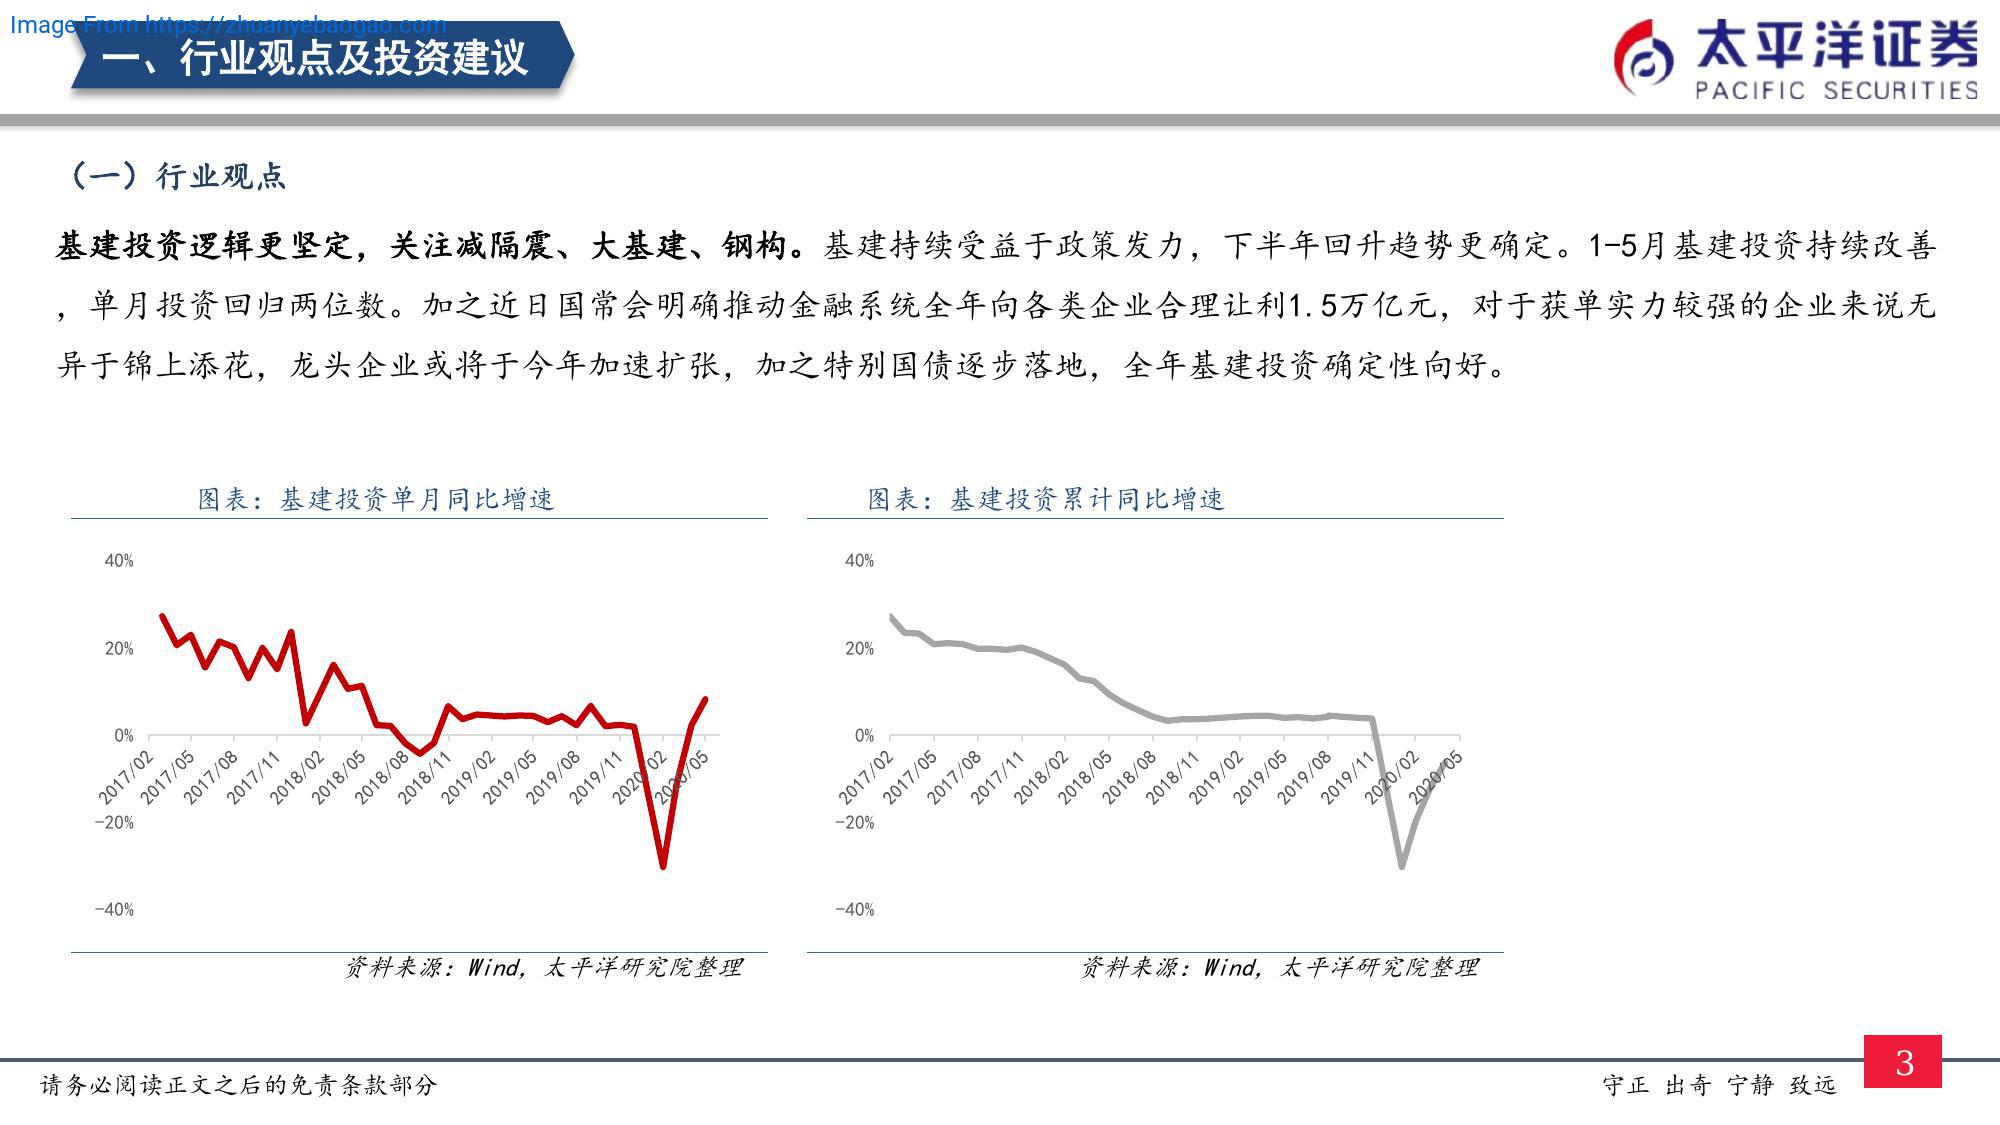 Image From https://zhuanyebaogao.com
一、行业观点及投资建议
太平洋证券
PACIFIC SECURITIES
（一）行业观点
基建投资逻辑更坚定，关注减隔震、大基建、钢构。基建持续受益于政策发力，下半年回升趋势更确定。1-5月基建投资持续改善
，单月投资回归两位数。加之近日国常会明确推动金融系统全年向各类企业合理让利1.5万亿元，对于获单实力较强的企业来说无
异于锦上添花，龙头企业或将于今年加速扩张，加之特别国债逐步落地，全年基建投资确定性向好。
图表：基建投资单月同比增速
40%
20%
0%
-20%
-40%
2017/02
2017/05
2017/08
2017/11
2018/02
2018/05
2018/08
2018/11
2019/02
2019/05
2019/08
2019/11
2020/02
2020/05
资料来源：Wind，太平洋研究院整理
图表：基建投资累计同比增速
40%
20%
0%
-20%
-40%
2017/02
2017/05
2017/08
2017/11
2018/02
2018/05
2018/08
2018/11
2019/02
2019/05
2019/08
2019/11
2020/02
2020/05
资料来源：Wind，太平洋研究院整理
请务必阅读正文之后的免责条款部分
守正 出奇 宁静 致远
3